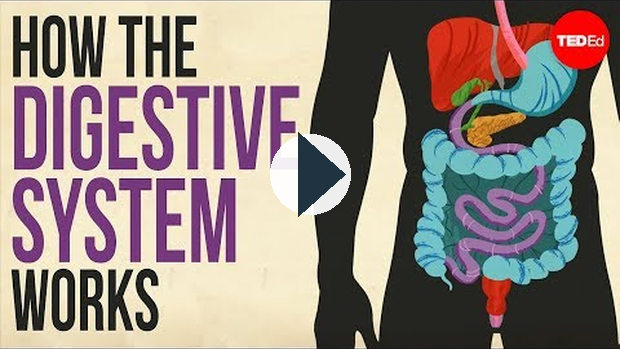 HOW THE
DIGESTIVE
SYSTEM
WORKS
TEDEd